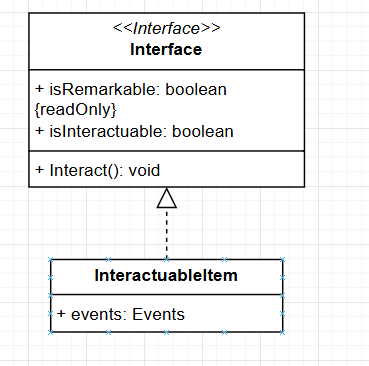 <<Interface>>
Interface
+ isRemarkable: boolean
{readOnly}
+ isInteractuable: boolean
+ Interact(): void
InteractuableItem
+ events: Events